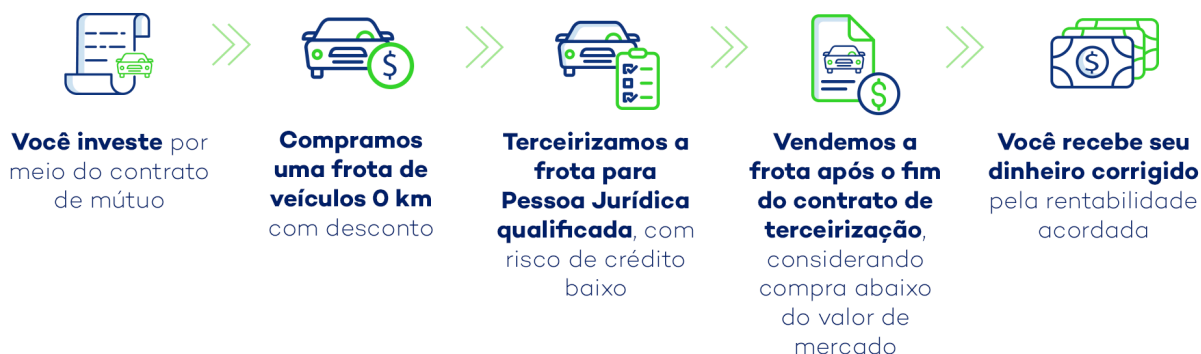 Você investe por
meio do contrato
de mútuo
Compramos
uma frota de
veículos 0 km
com desconto
Terceirizamos a
frota para
Pessoa Jurídica
qualificada, com
risco de crédito
baixo
Vendemos a
frota após o fim
do contrato de
terceirização,
considerando
compra abaixo
do valor de
mercado
Você recebe seu
dinheiro corrigido
pela rentabilidade
acordada